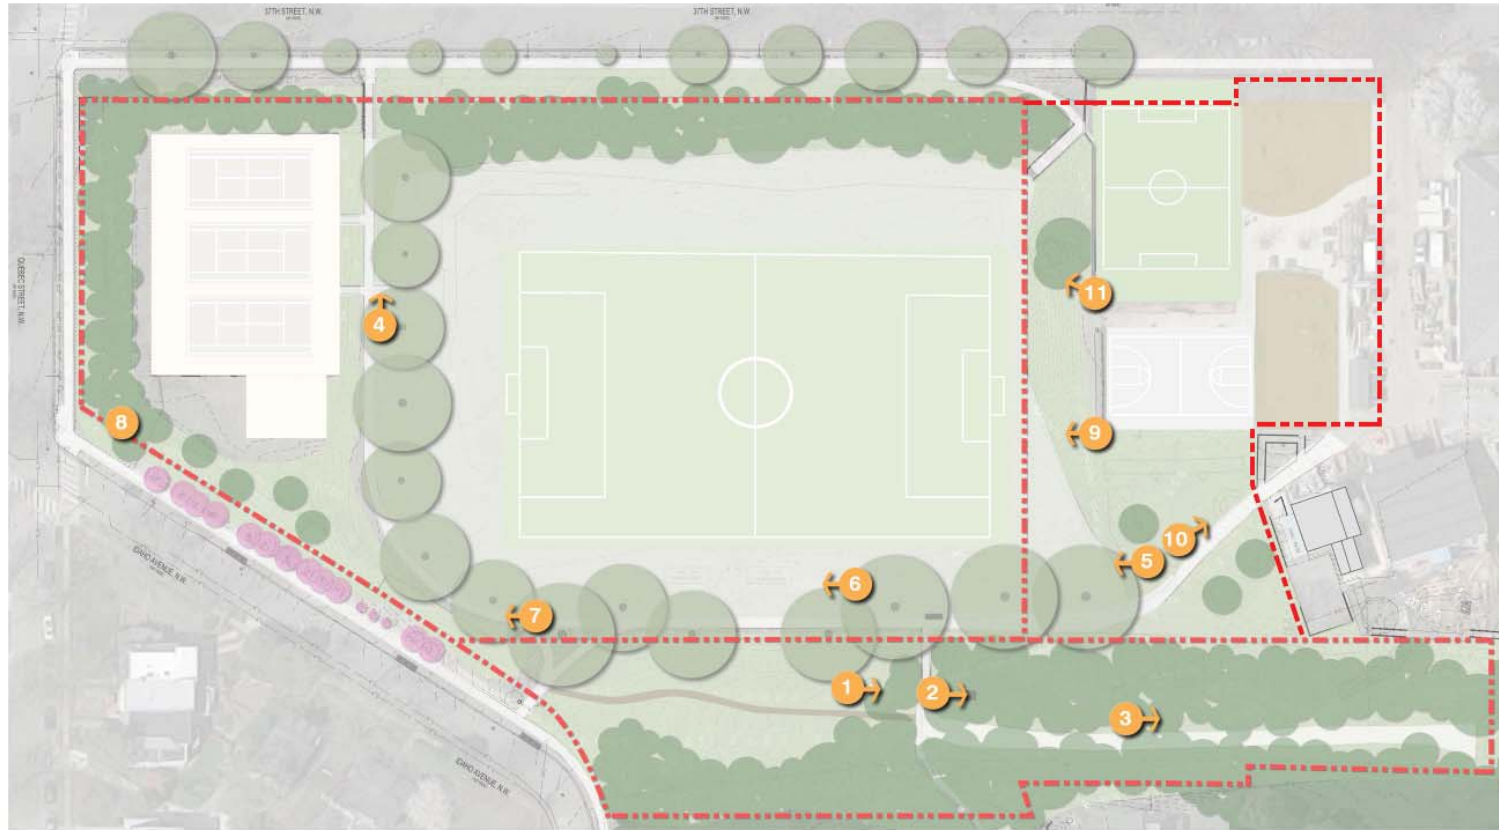 37TH STREET, N.W.
37TH STREET, N.W.
QUEBEC STREET, N.W.
4
11
8
9
10
5
6
7
IDAHO AVENUE, N.W.
1
2
3
IDAHO AVENUE, N.W.